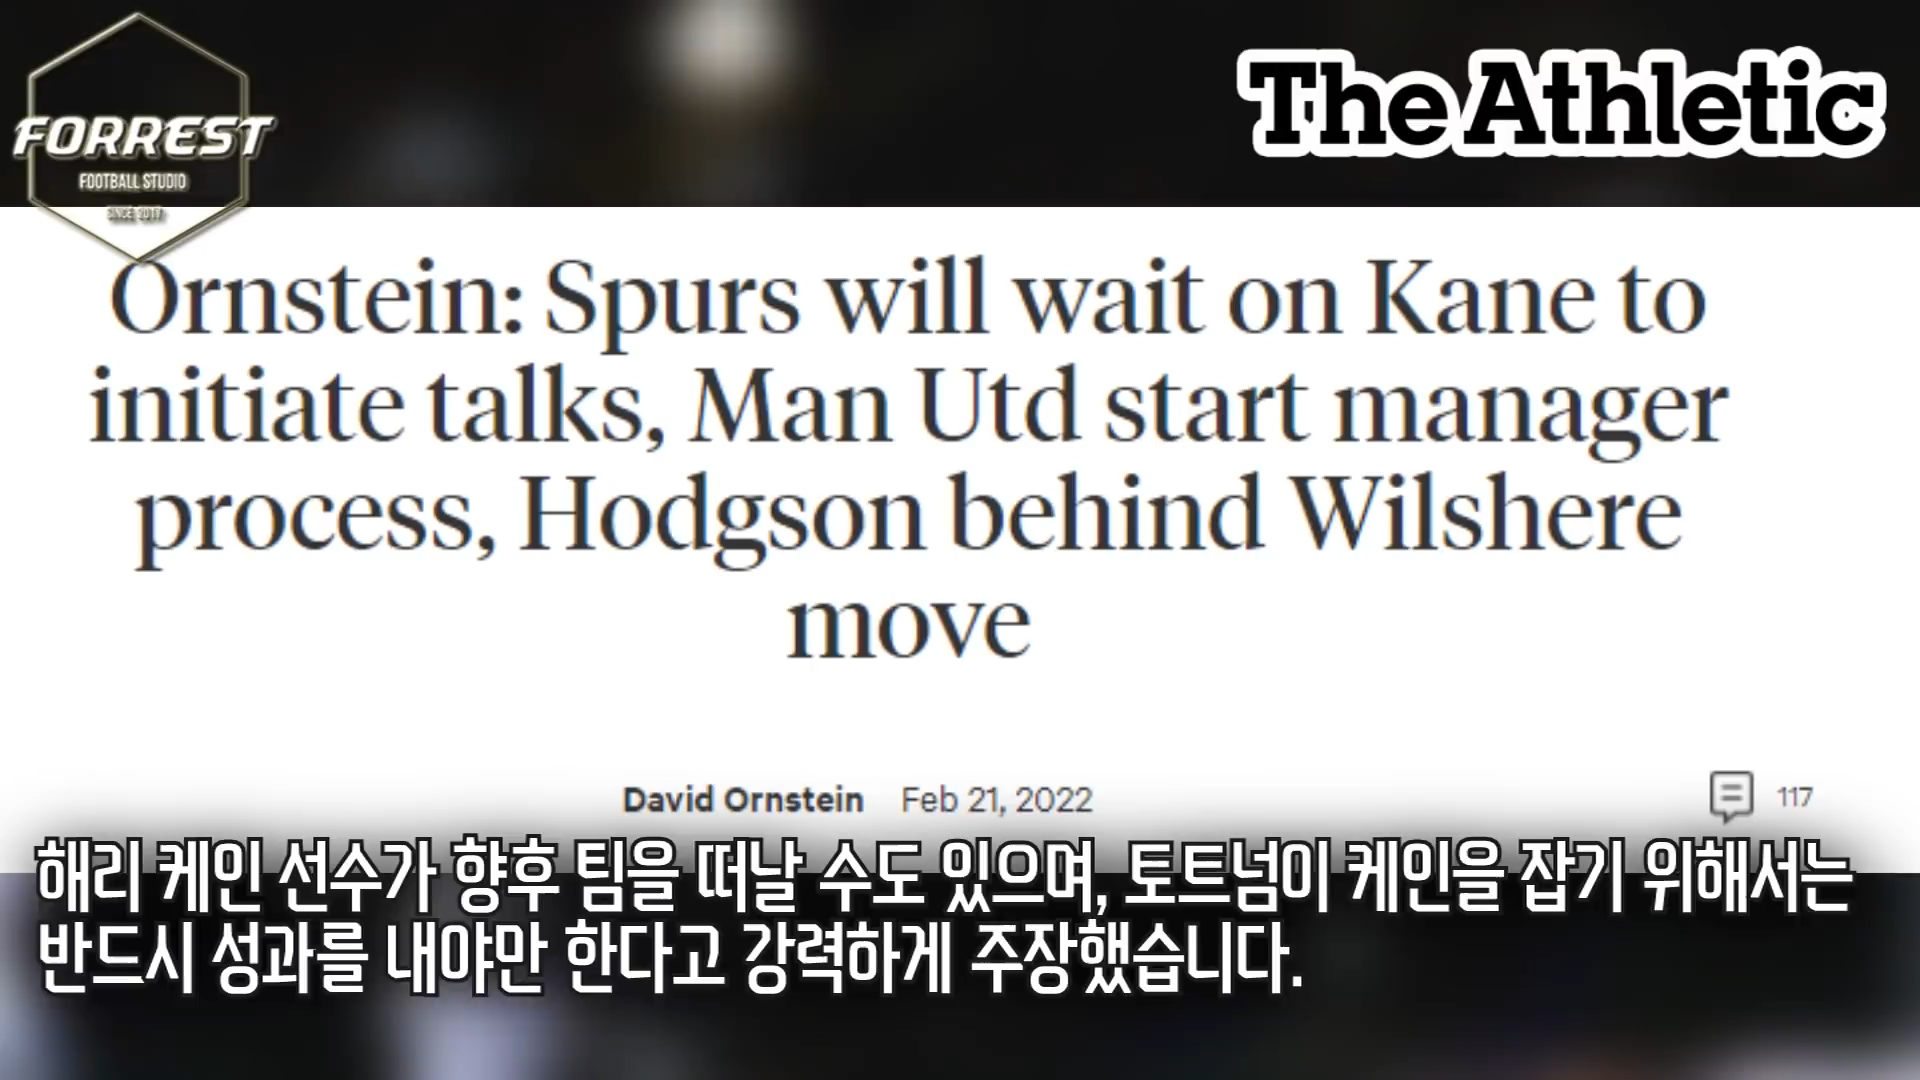 FORREST
FOOTBALL STUDIO
SINCE 2017
The Athletic
Ornstein: Spurs will wait on Kane to
initiate talks, Man Utd start manager
process, Hodgson behind Wilshere
move
David Ornstein Feb 21, 2022
117
해리 케인 선수가 향후 팀을 떠날 수도 있으며, 토트넘이 케인을 잡기 위해서는
반드시 성과를 내야만 한다고 강력하게 주장했습니다.